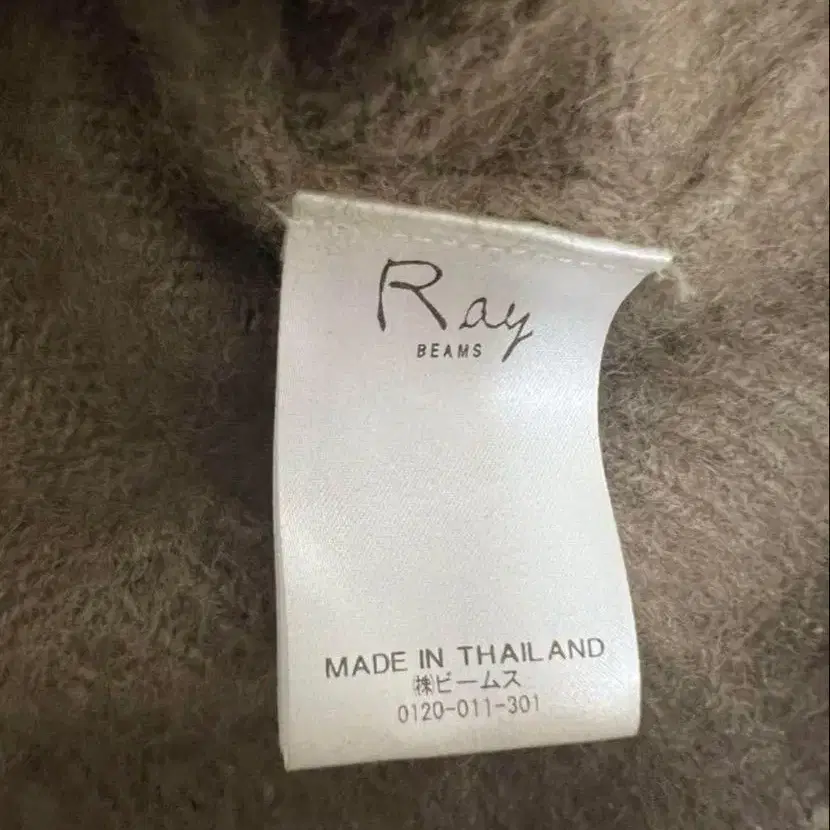 Ray
BEAMS
MADE IN THAILAND
㈱ビームス
0120-011-301